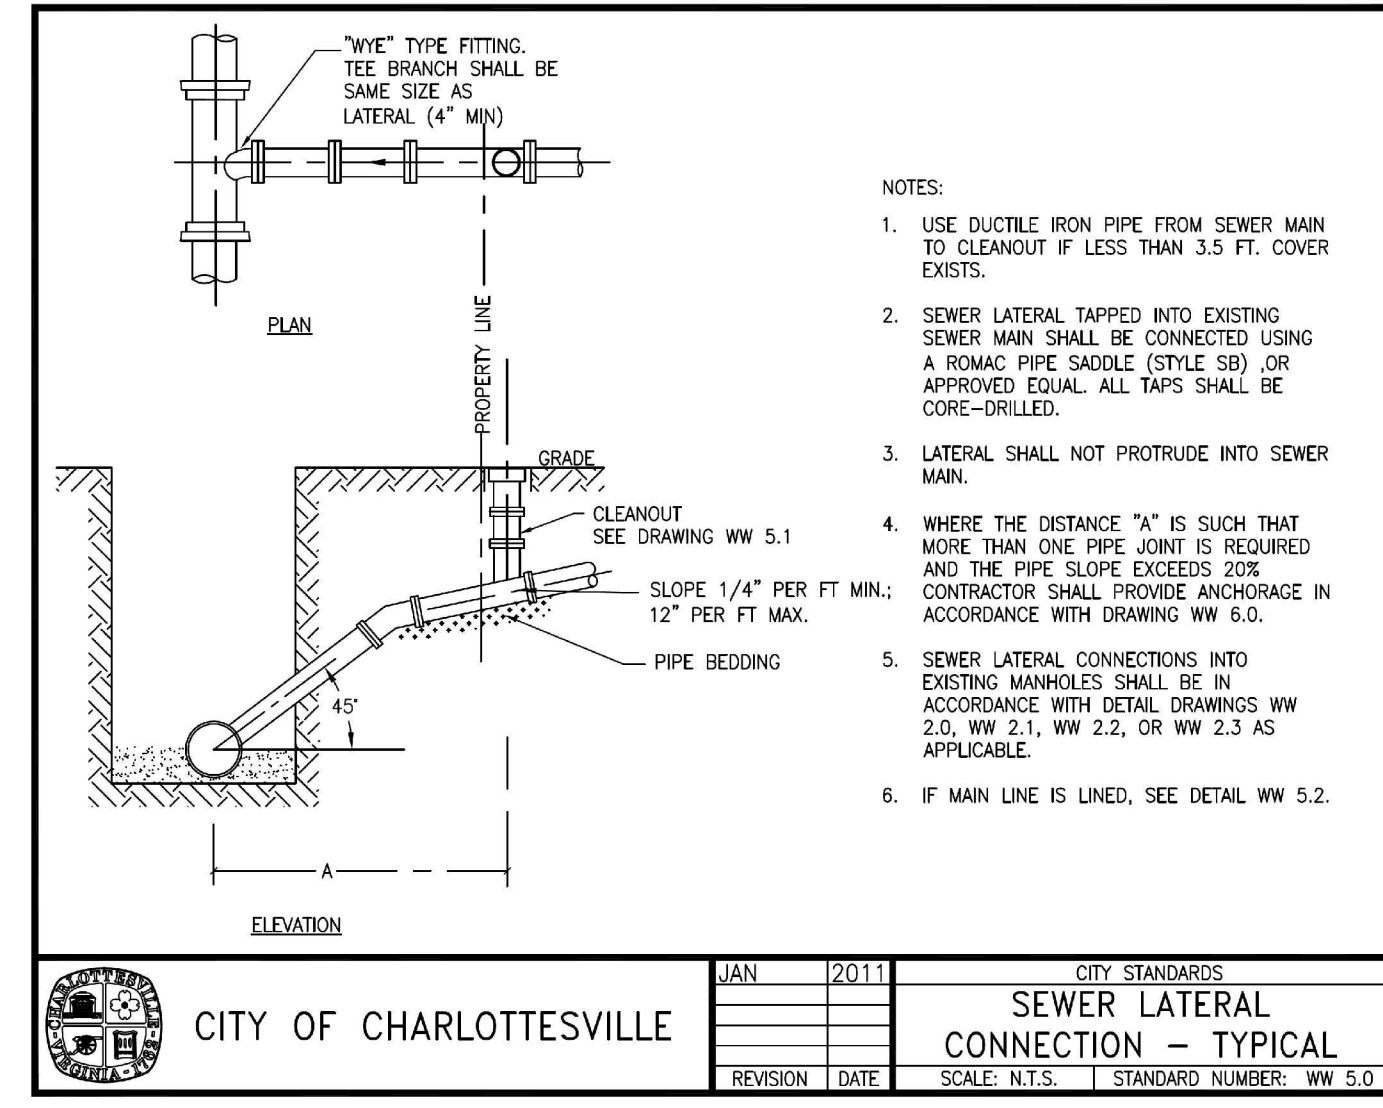 "WYE" TYPE FITTING.
TEE BRANCH SHALL BE
SAME SIZE AS
LATERAL (4" MIN)
PLAN
PROPERTY LINE
GRADE
CLEANOUT
SEE DRAWING WW 5.1
SLOPE 1/4" PER FT MIN.;
12" PER FT MAX.
PIPE BEDDING
45°
A
ELEVATION
NOTES:
1. USE DUCTILE IRON PIPE FROM SEWER MAIN
TO CLEANOUT IF LESS THAN 3.5 FT. COVER
EXISTS.
2. SEWER LATERAL TAPPED INTO EXISTING
SEWER MAIN SHALL BE CONNECTED USING
A ROMAC PIPE SADDLE (STYLE SB) ,OR
APPROVED EQUAL. ALL TAPS SHALL BE
CORE-DRILLED.
3. LATERAL SHALL NOT PROTRUDE INTO SEWER
MAIN.
4. WHERE THE DISTANCE "A" IS SUCH THAT
MORE THAN ONE PIPE JOINT IS REQUIRED
AND THE PIPE SLOPE EXCEEDS 20%
CONTRACTOR SHALL PROVIDE ANCHORAGE IN
ACCORDANCE WITH DRAWING WW 6.0.
5. SEWER LATERAL CONNECTIONS INTO
EXISTING MANHOLES SHALL BE IN
ACCORDANCE WITH DETAIL DRAWINGS WW
2.0, WW 2.1, WW 2.2, OR WW 2.3 AS
APPLICABLE.
6. IF MAIN LINE IS LINED, SEE DETAIL WW 5.2.
CHARLOTTESVILLE
VIRGINIA - 1762
CITY OF CHARLOTTESVILLE
JAN 2011
REVISION DATE
CITY STANDARDS
SEWER LATERAL
CONNECTION – TYPICAL
SCALE: N.T.S. STANDARD NUMBER: WW 5.0